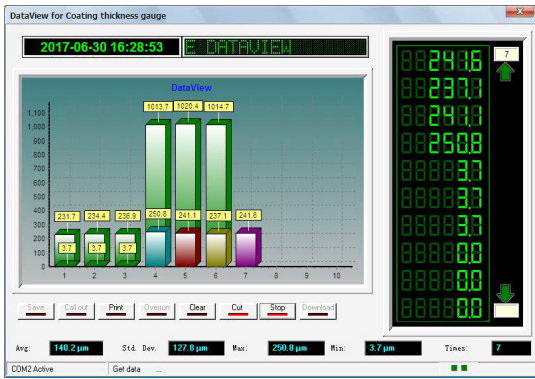 DataView for Coating thickness gauge
2017-06-30 16:28:53
E DATAVIEW
DataView
1,100
1,000
900
800
700
600
500
400
300
200
100
0
1013.7 1020.4 1014.7
231.7 234.4 236.9 250.8 241.1 237.1 241.6
3.7 3.7 3.7
1 2 3 4 5 6 7 8 9 10
7
241.6
237.1
241.1
250.8
3.7
3.7
3.7
0.0
0.0
0.0
Save Call out Print Overrun Clear Cut Stop Download
Avg: 140.2 µm Std. Dev. 127.8 µm Max: 250.8 µm Min: 3.7 µm Times: 7
COM2 Active Get data ...